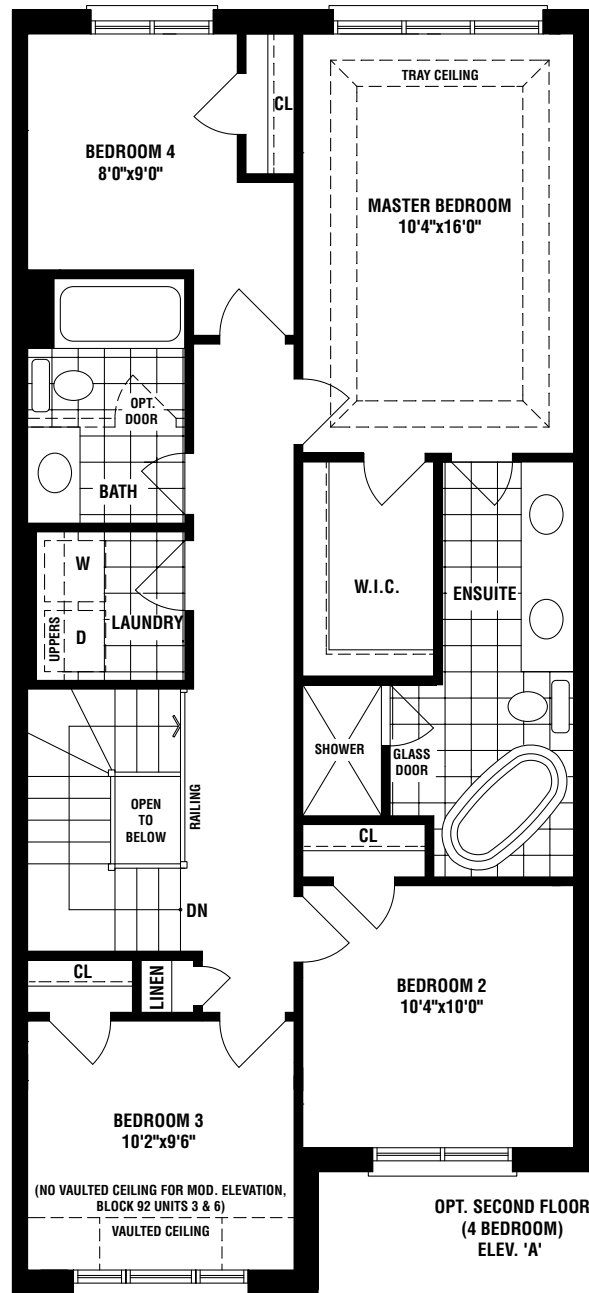 TRAY CEILING
CL
BEDROOM 4
8'0"x9'0"
MASTER BEDROOM
10'4"x16'0"
OPT.
DOOR
BATH
W
D
UPPERS
LAUNDRY
W.I.C.
ENSUITE
SHOWER
GLASS
DOOR
OPEN
TO
BELOW
RAILING
CL
DN
CL
LINEN
BEDROOM 2
10'4"x10'0"
BEDROOM 3
10'2"x9'6"
(NO VAULTED CEILING FOR MOD. ELEVATION,
BLOCK 92 UNITS 3 & 6)
VAULTED CEILING
OPT. SECOND FLOOR
(4 BEDROOM)
ELEV. 'A'